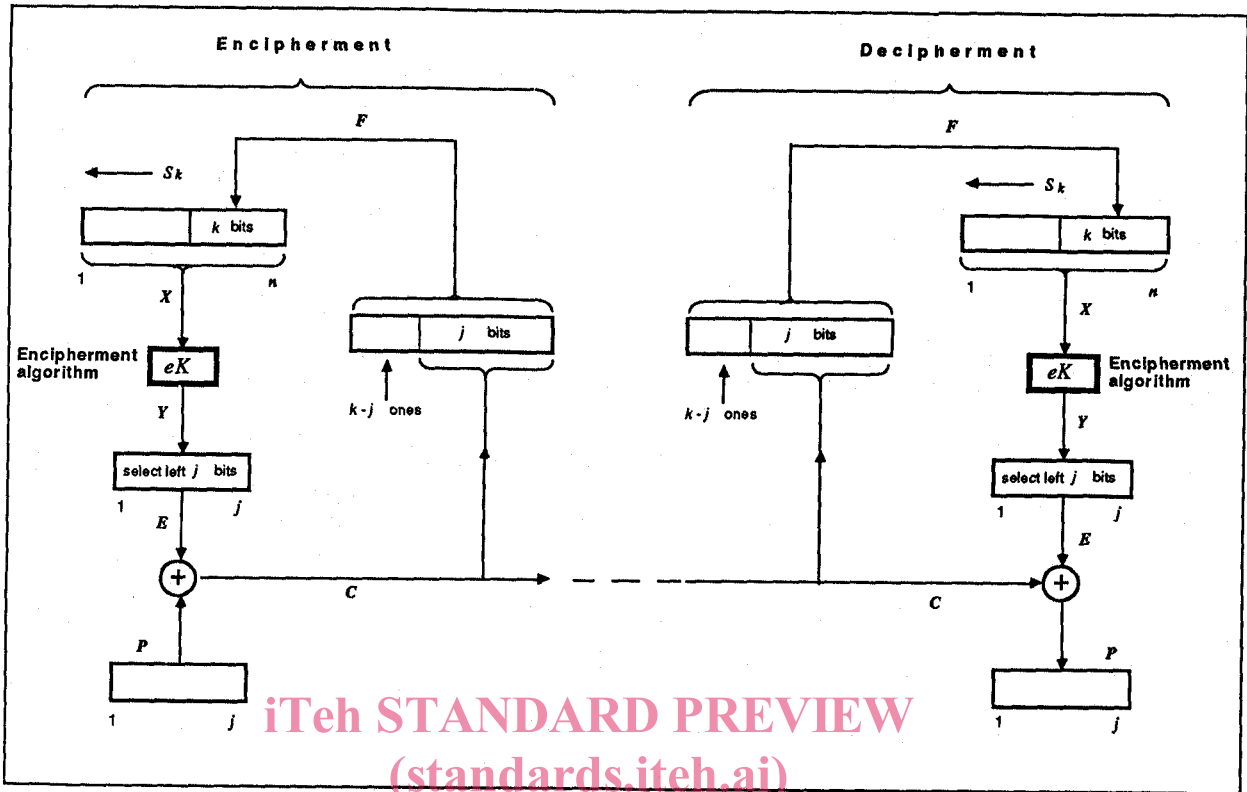 Encipherment
F
Sk
k bits
1 n
X
Encipherment
algorithm
eK
Y
select left j bits
1 j
E
+
C
P
1 j
j bits
k-j ones
Decipherment
F
Sk
k bits
1 n
X
j bits
k-j ones
eK
Encipherment
algorithm
Y
select left j bits
1 j
E
+
C
P
1 j
iTeh STANDARD PREVIEW
(standards.iteh.ai)